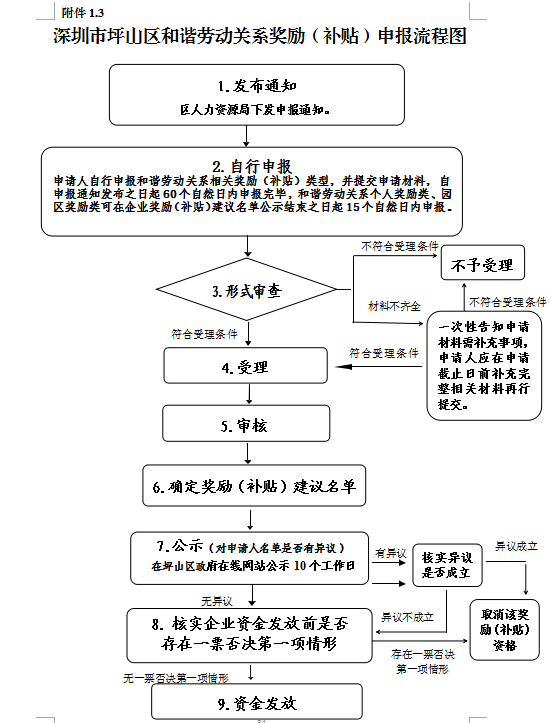 附件 1.3
深圳市坪山区和谐劳动关系奖励（补贴）申报流程图
1.发布通知
区人力资源局下发申报通知。
2.自行申报
申请人自行申报和谐劳动关系相关奖励（补贴）类型，并提交申请材料，自
申报通知发布之日起60个自然日内申报完毕，和谐劳动关系个人奖励类、园
区奖励类可在企业奖励(补贴)建议名单公示结束之日起15个自然日内申报。
不符合受理条件
不予受理
3.形式审查
材料不齐全
不符合受理条件
一次性告知申请
材料需补充事项，
申请人应在申请
截止日前补充完
整相关材料再行
提交。
符合受理条件
符合受理条件
4.受理
5.审核
6.确定奖励（补贴）建议名单
7.公示（对申请人名单是否有异议）
在坪山区政府在线网站公示 10个工作日
有异议
核实异议
是否成立
异议成立
无异议
异议不成立
取消该奖
励(补贴)
资格
8.核实企业资金发放前是否
存在一票否决第一项情形
存在一票否决
第一项情形
无一票否决第一项情形
9.资金发放